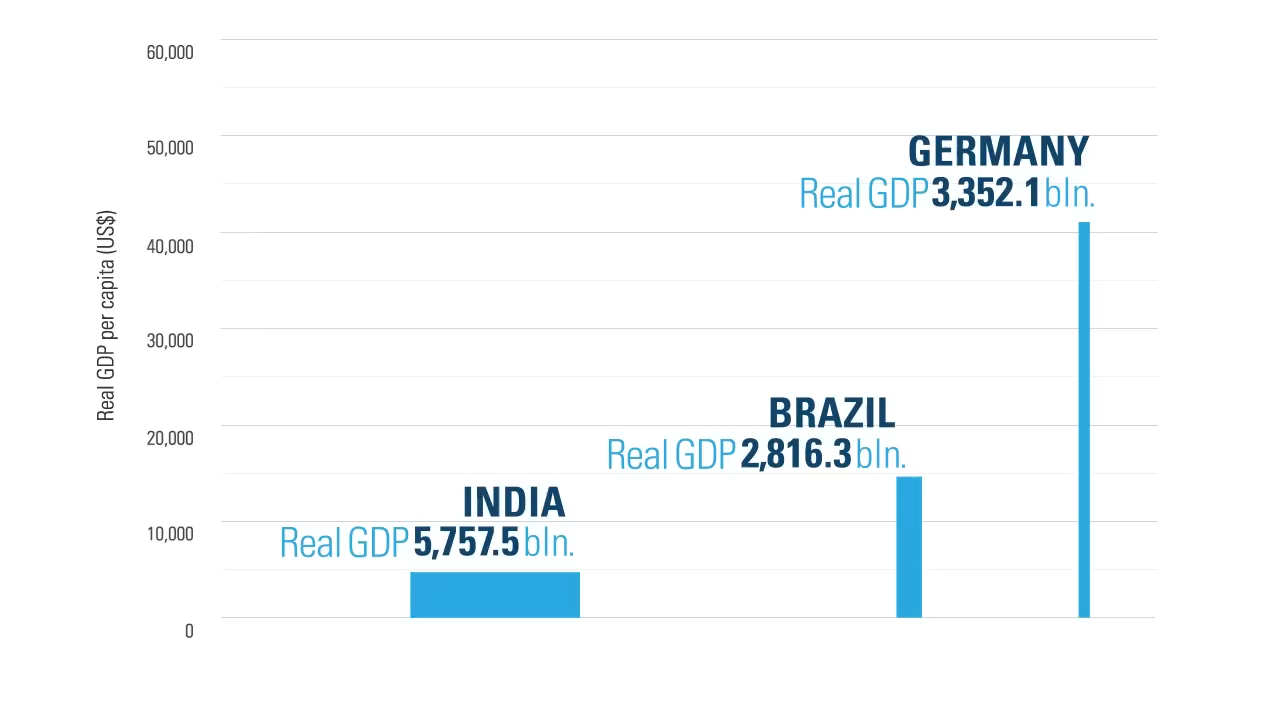 60,000
50,000
40,000
30,000
20,000
10,000
0
Real GDP per capita (US$)
GERMANY
Real GDP 3,352.1 bln.
BRAZIL
Real GDP 2,816.3 bln.
INDIA
Real GDP 5,757.5 bln.